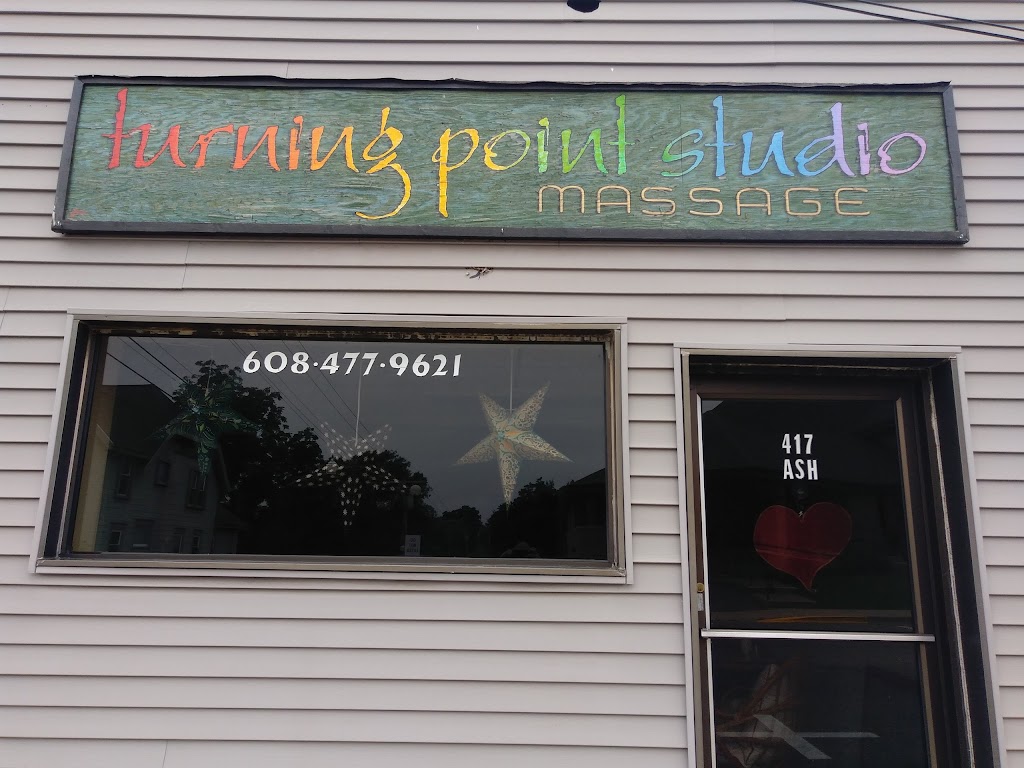 turning point studio
MASSAGE
608·477·9621
417
ASH